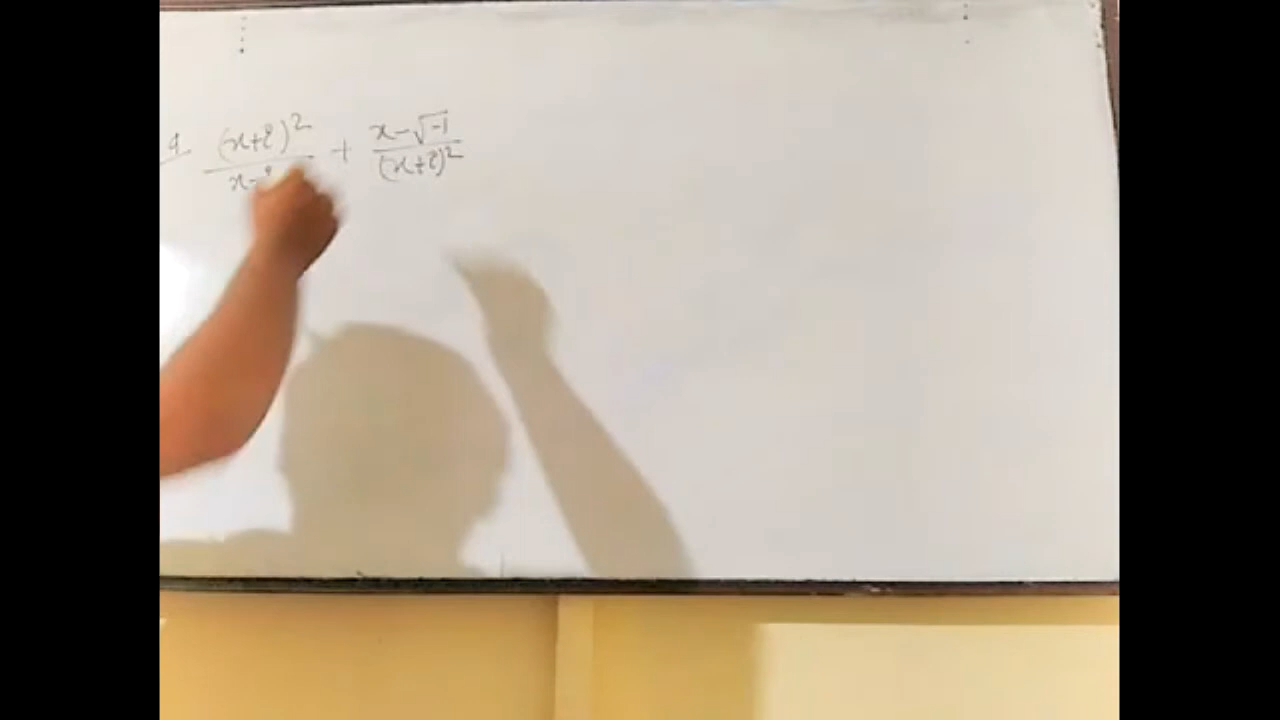 9. (x+i)² / x-i + x-√-1 / (x+i)²